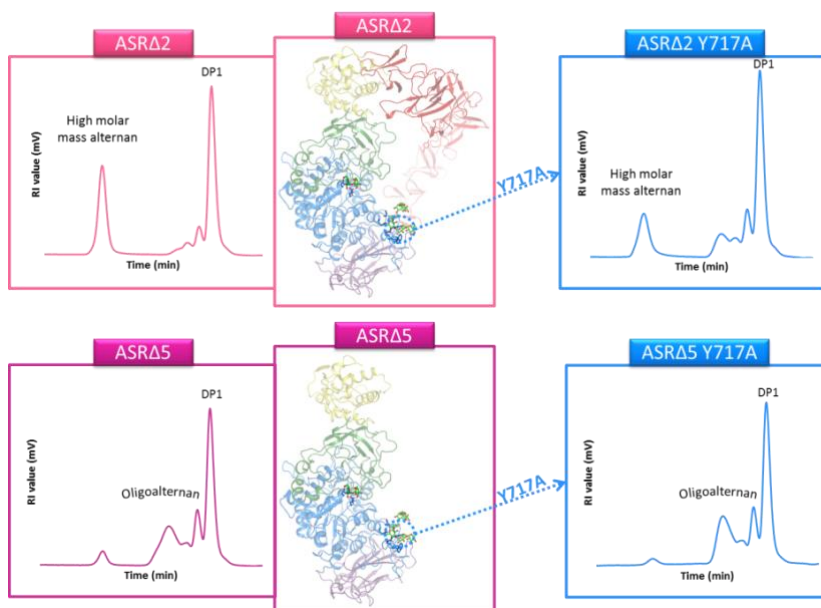 ASRΔ2
DP1
High molar
mass alternan
RI value (mV)
Time (min)
ASRΔ2
Y717A
ASRΔ2 Y717A
DP1
High molar
mass alternan
RI value (mV)
Time (min)
ASRΔ5
DP1
Oligoalternan
RI value (mV)
Time (min)
ASRΔ5
Y717A
ASRΔ5 Y717A
DP1
Oligoalternan
RI value (mV)
Time (min)